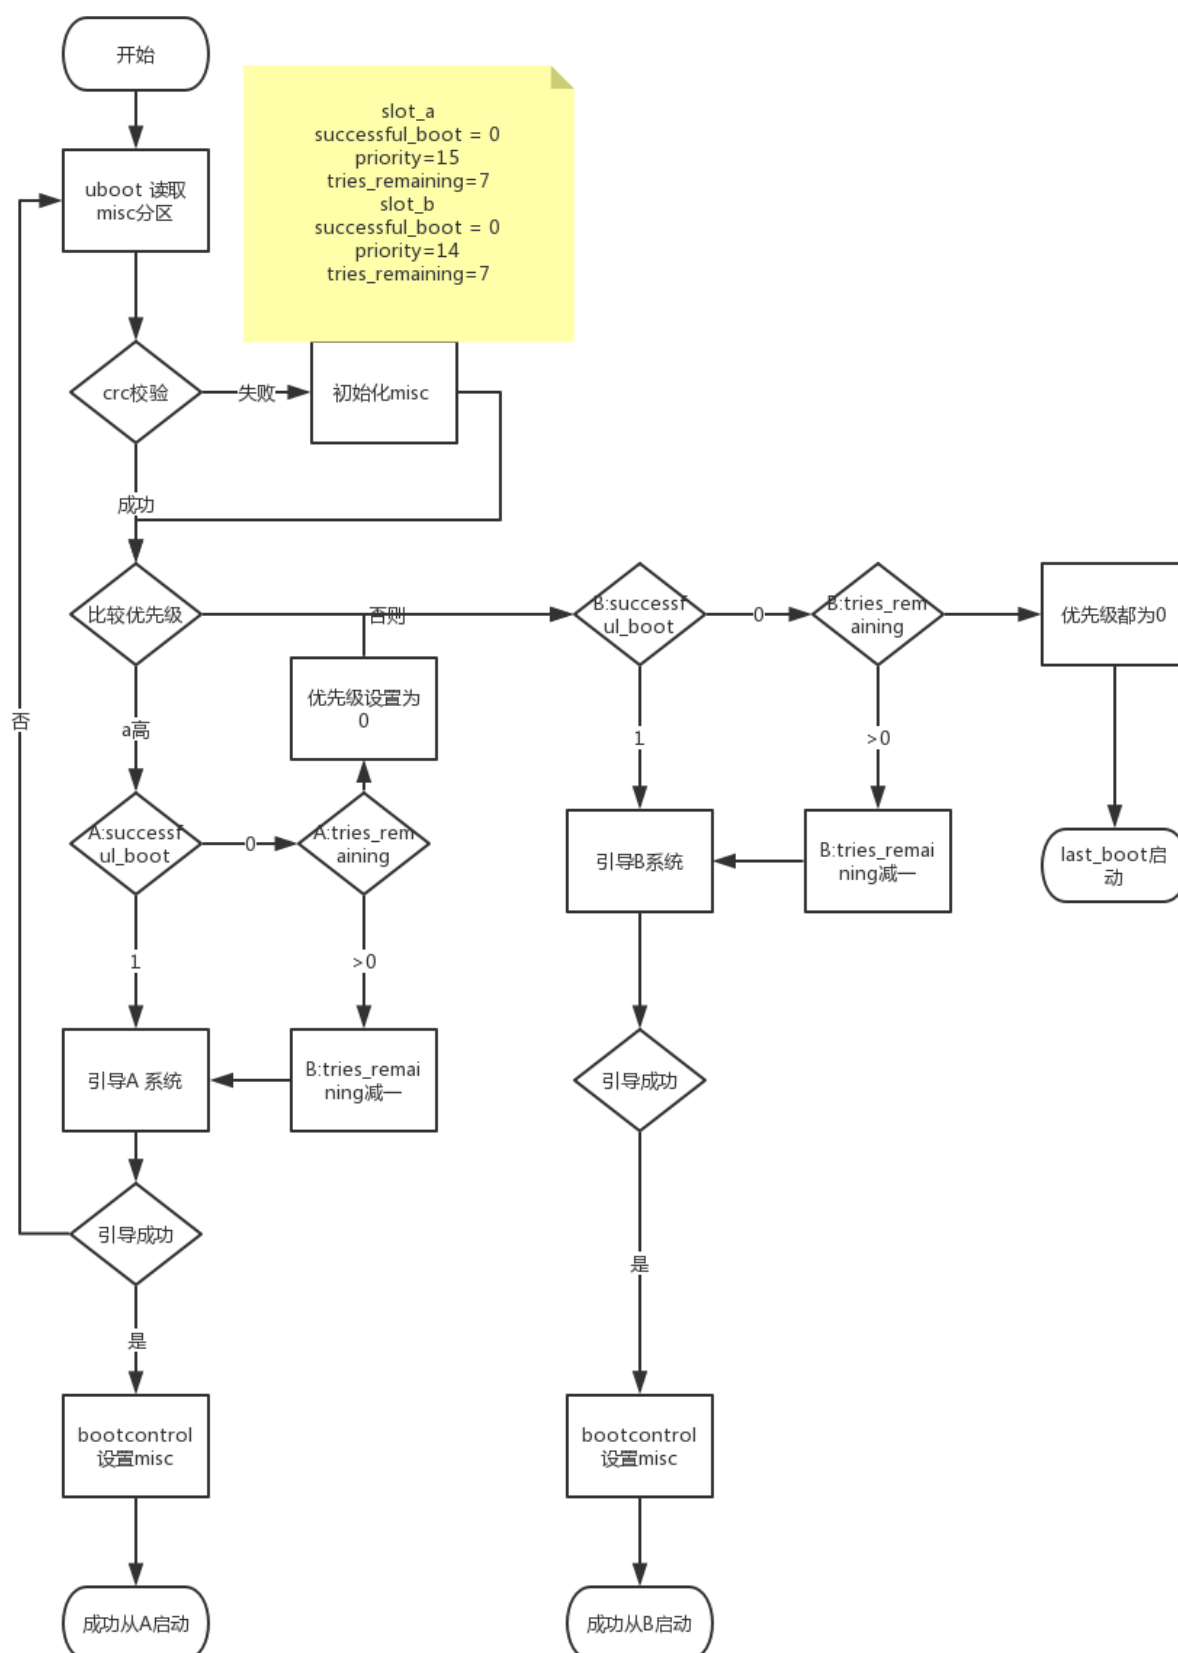 开始
slot_a
successful_boot = 0
priority=15
tries_remaining=7
slot_b
successful_boot = 0
priority=14
tries_remaining=7
uboot 读取
misc分区
crc校验
失败
初始化misc
成功
比较优先级
否则
B:successf
ul_boot
0
B:tries_rem
aining
优先级都为0
优先级设置为
0
否
a高
1
>0
A:successf
ul_boot
0
A:tries_rem
aining
引导B系统
B:tries_remai
ning减一
last_boot启
动
1
>0
引导A 系统
B:tries_remai
ning减一
引导成功
引导成功
是
是
bootcontrol
设置misc
bootcontrol
设置misc
成功从A启动
成功从B启动